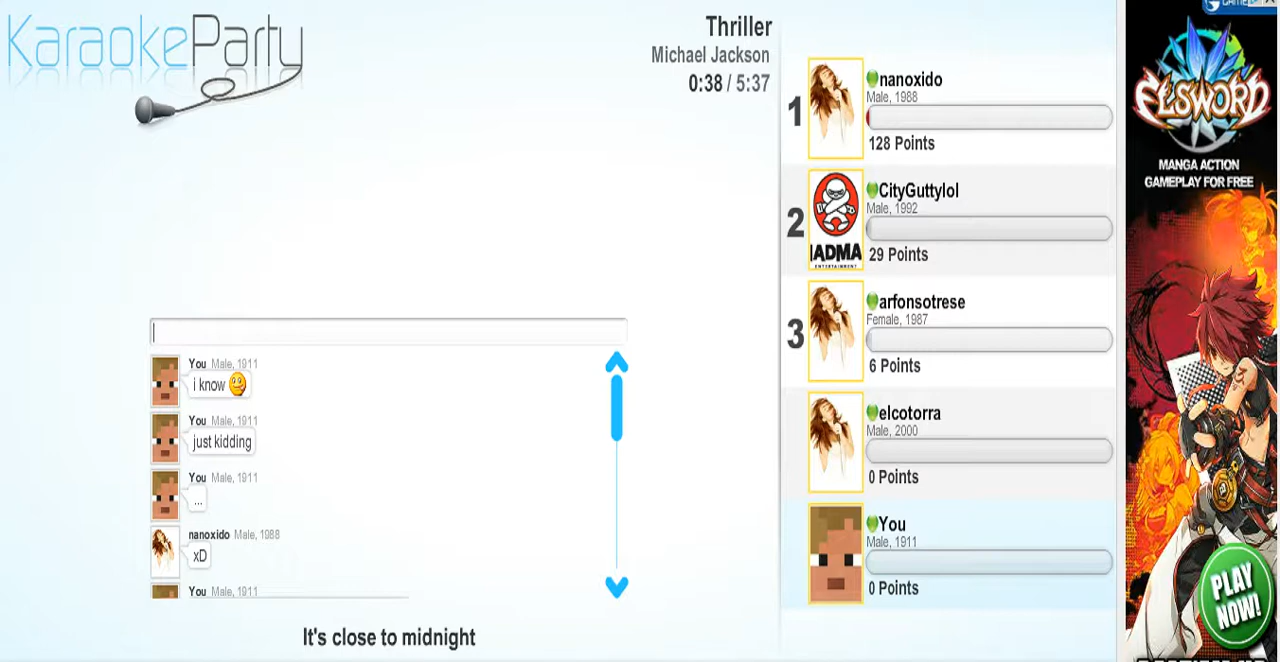 KaraokeParty
Thriller
Michael Jackson
0:38 / 5:37
You Male, 1911
i know
You Male, 1911
just kidding
You Male, 1911
...
nanoxido Male, 1988
xD
You Male, 1911
It's close to midnight
1
nanoxido
Male, 1988
128 Points
2
CityGuttylol
Male, 1992
29 Points
IADMA
ENTERTAINMENT
3
arfonsotrese
Female, 1987
6 Points
elcotorra
Male, 2000
0 Points
You
Male, 1911
0 Points
ELSWORD
MANGA ACTION
GAMEPLAY FOR FREE
PLAY
NOW!